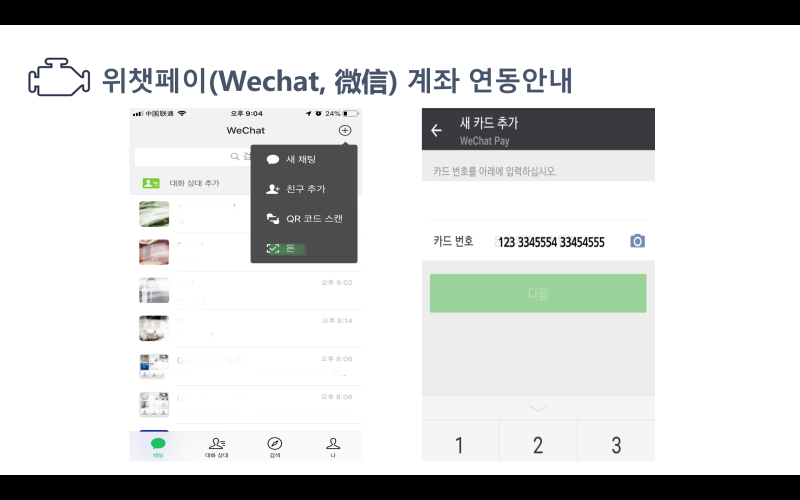 위챗페이(Wechat, 微信) 계좌 연동안내
中国联通 오후 9:04 24%
WeChat
대화 상대 추가
새 채팅
친구 추가
QR 코드 스캔
돈
오후 9:02
오후 8:14
오후 8:06
오후 8:06
채팅 대화 상대 검색 나
새 카드 추가
WeChat Pay
카드 번호를 아래에 입력하십시오.
카드 번호 123 3345554 33454555
다음
1 2 3